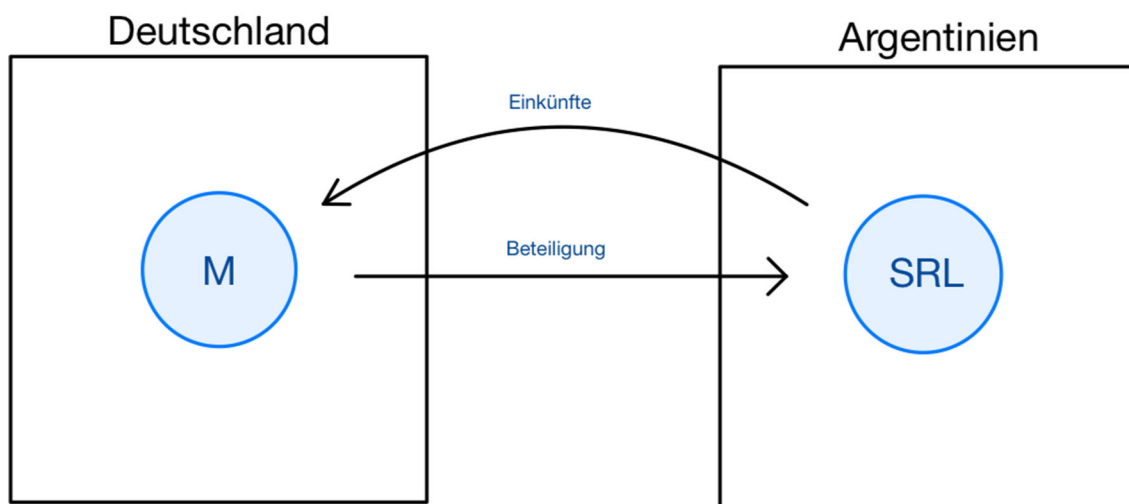 Deutschland
Argentinien
Einkünfte
Beteiligung
M
SRL